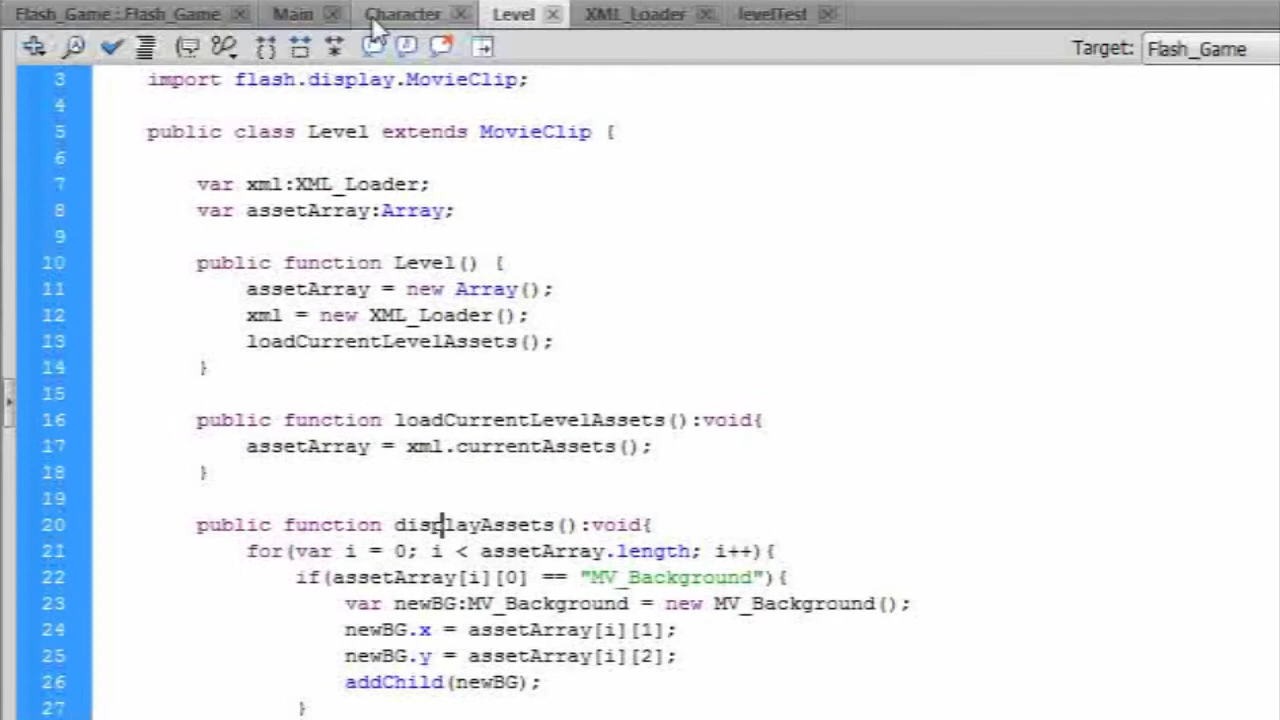 Flash_Game : Flash_Game Main Character Level XML_Loader levelTest
Target: Flash_Game
3 import flash.display.MovieClip;
4
5 public class Level extends MovieClip {
6
7 var xml:XML_Loader;
8 var assetArray:Array;
9
10 public function Level() {
11 assetArray = new Array();
12 xml = new XML_Loader();
13 loadCurrentLevelAssets();
14 }
15
16 public function loadCurrentLevelAssets():void{
17 assetArray = xml.currentAssets();
18 }
19
20 public function displayAssets():void{
21 for(var i = 0; i < assetArray.length; i++){
22 if(assetArray[i][0] == "MV_Background"){
23 var newBG:MV_Background = new MV_Background();
24 newBG.x = assetArray[i][1];
25 newBG.y = assetArray[i][2];
26 addChild(newBG);
27 }